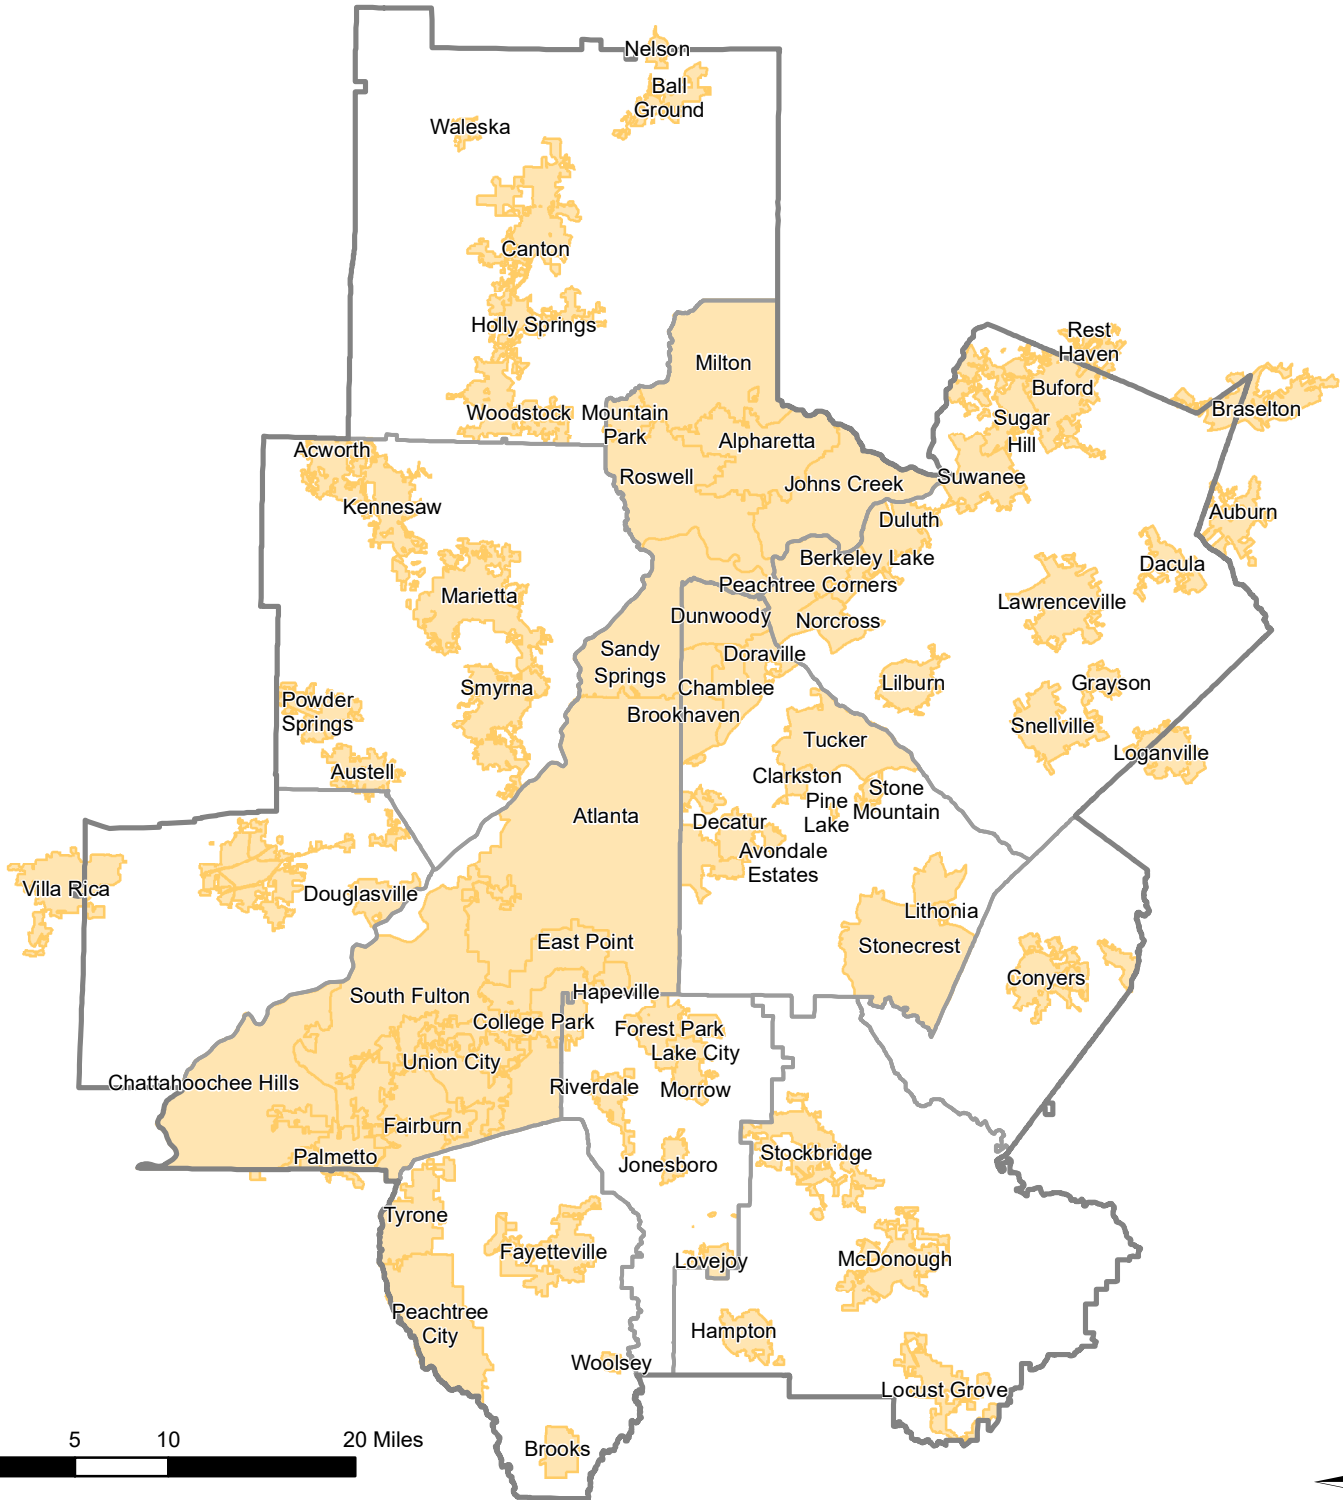 Nelson
Ball
Ground
Waleska
Canton
Holly Springs
Rest
Haven
Milton
Buford
Woodstock
Mountain
Park
Braselton
Sugar
Hill
Acworth
Alpharetta
Roswell
Johns Creek
Suwanee
Kennesaw
Duluth
Auburn
Berkeley Lake
Dacula
Peachtree Corners
Marietta
Lawrenceville
Dunwoody
Norcross
Sandy
Springs
Doraville
Smyrna
Chamblee
Lilburn
Grayson
Powder
Springs
Brookhaven
Snellville
Tucker
Loganville
Austell
Clarkston
Stone
Mountain
Pine
Lake
Atlanta
Decatur
Avondale
Estates
Villa Rica
Douglasville
Lithonia
East Point
Stonecrest
Conyers
Hapeville
South Fulton
College Park
Forest Park
Lake City
Union City
Chattahoochee Hills
Riverdale
Morrow
Fairburn
Palmetto
Stockbridge
Jonesboro
Tyrone
Fayetteville
Lovejoy
McDonough
Peachtree
City
Hampton
Woolsey
Locust Grove
Brooks
5 10 20 Miles